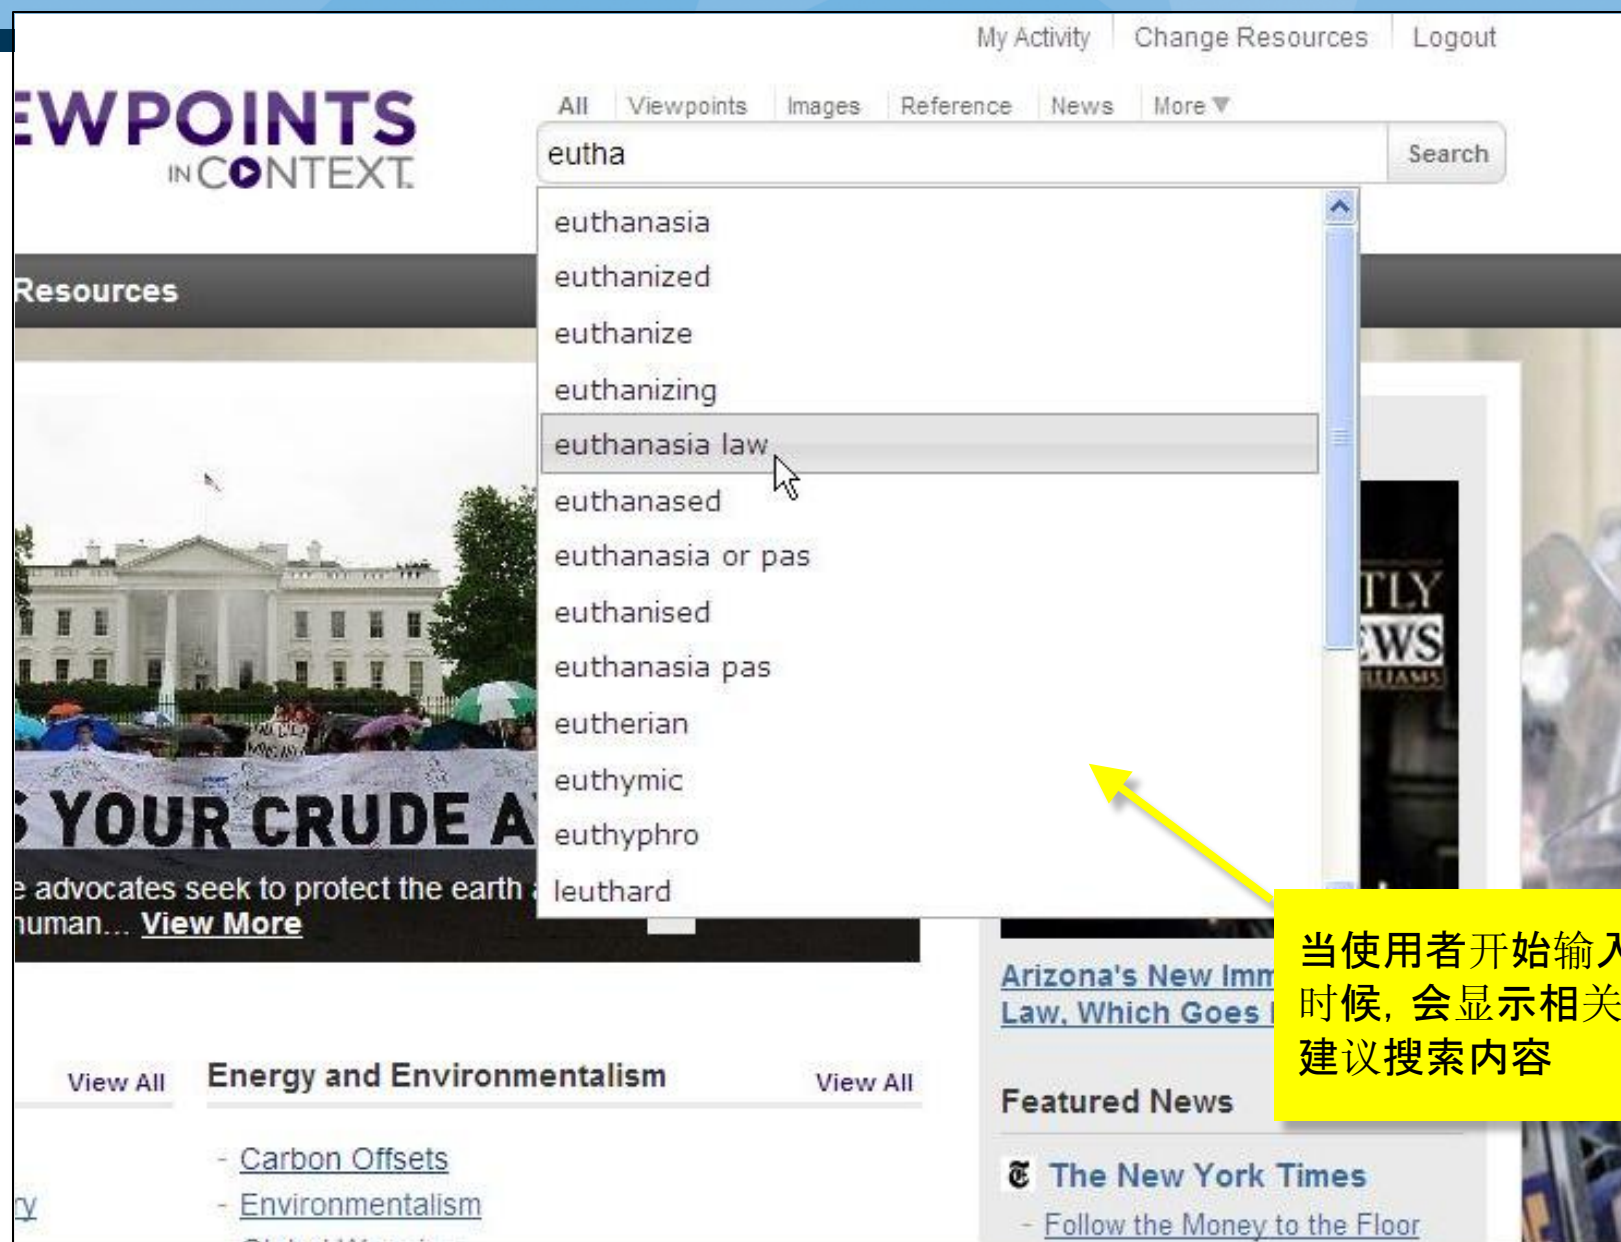 My Activity Change Resources Logout
EWPOINTS
IN CONTEXT
All Viewpoints Images Reference News More
eutha
Search
euthanasia
euthanized
euthanize
euthanizing
euthanasia law
euthanased
euthanasia or pas
euthanised
euthanasia pas
eutherian
euthymic
euthyphro
leuthard
Resources
TLY
EWS
LIAMS
YOUR CRUDE A
e advocates seek to protect the earth
human... View More
Arizona's New Imm
Law, Which Goes
当使用者开始输入
时候, 会显示相关
建议搜索内容
View All
Energy and Environmentalism
View All
- Carbon Offsets
- Environmentalism
ry
Featured News
The New York Times
- Follow the Money to the Floor